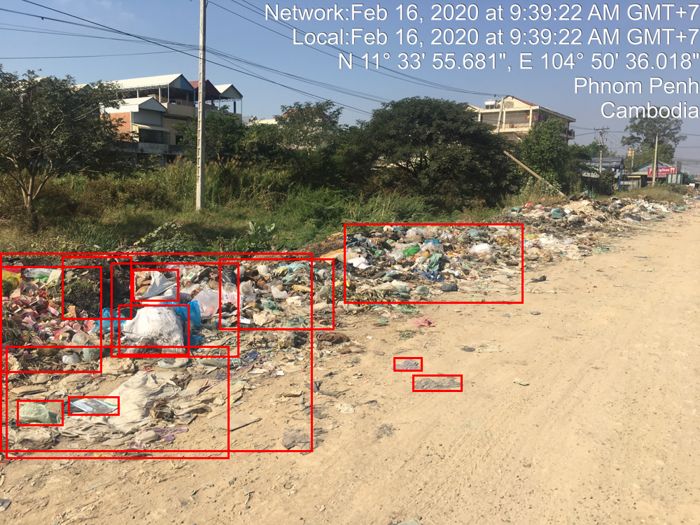 Network:Feb 16, 2020 at 9:39:22 AM GMT+7
Local:Feb 16, 2020 at 9:39:22 AM GMT+7
N 11° 33' 55.681", E 104° 50' 36.018"
Phnom Penh
Cambodia